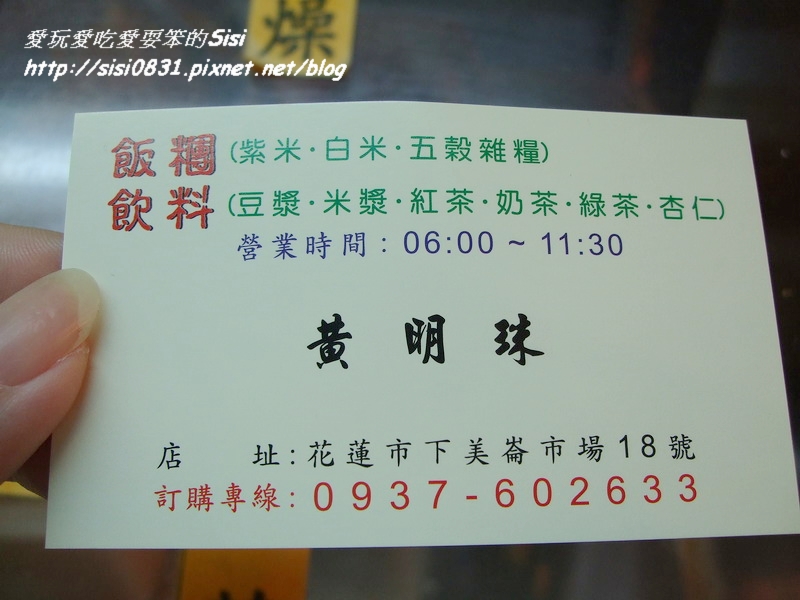 愛玩愛吃愛耍笨的Sisi
http://sisi0831.pixnet.net/blog
燥
飯糰(紫米·白米·五穀雜糧)
飲料(豆漿·米漿·紅茶·奶茶·綠茶·杏仁)
營業時間：06:00 ~ 11:30
黃明珠
店　　址：花蓮市下美崙市場18號
訂購專線：0937-602633